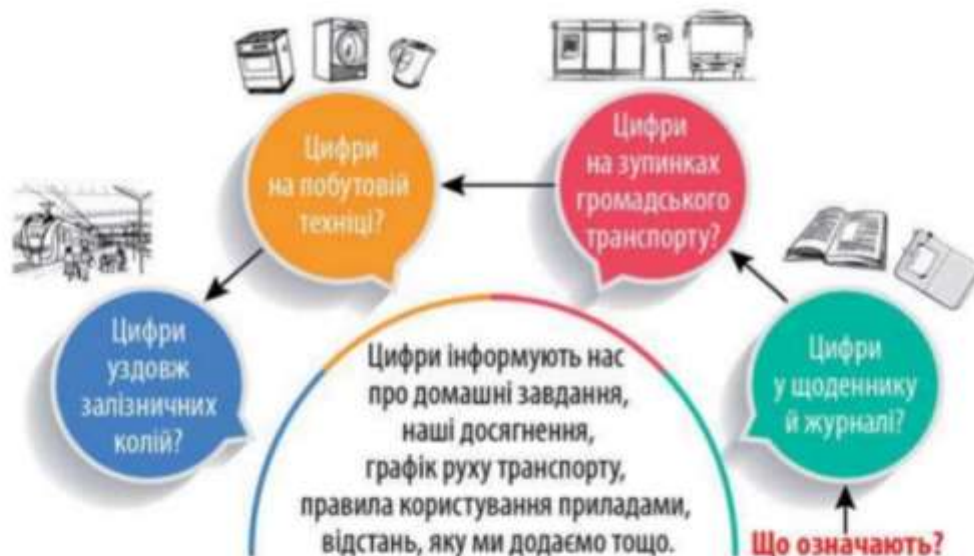 Цифри
на побутовій
техніці?
Цифри
на зупинках
громадського
транспорту?
Цифри
уздовж
залізничних
колій?
Цифри
у щоденнику
й журналі?
Цифри інформують нас
про домашні завдання,
наші досягнення,
графік руху транспорту,
правила користування приладами,
відстань, яку ми додаємо тощо.
Що означають?